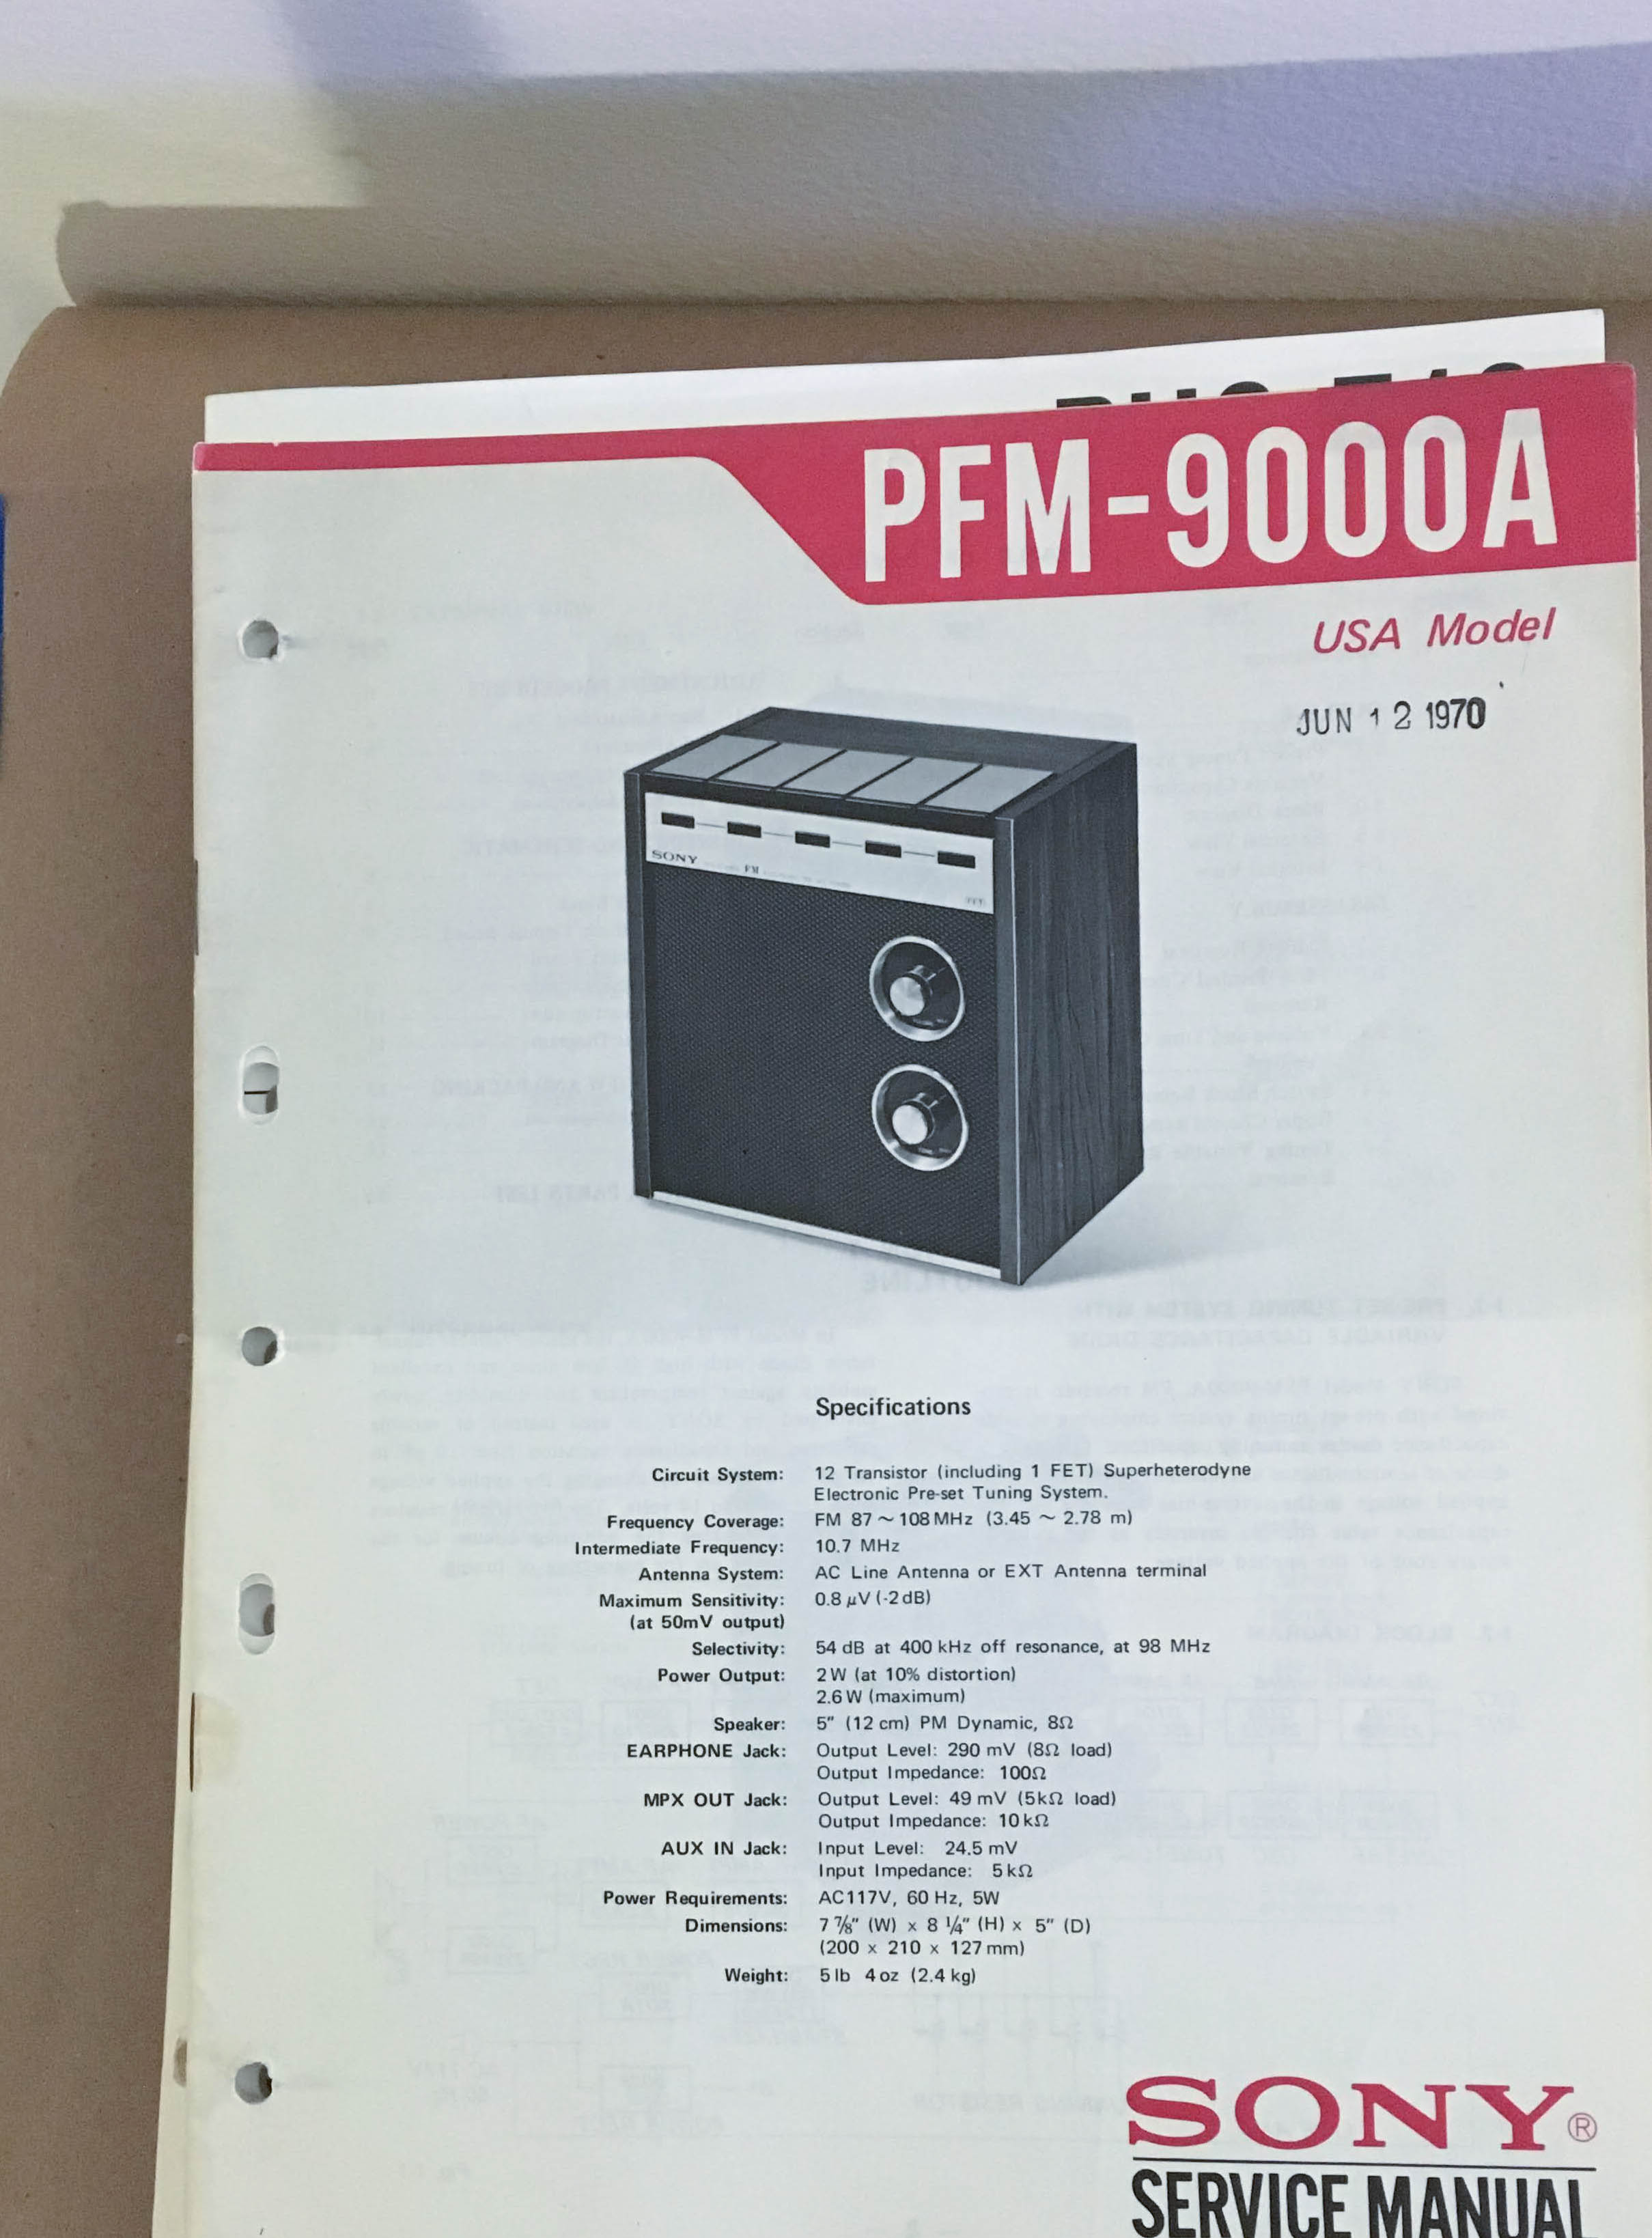 PFM-9000A
USA Model
JUN 12 1970
SONY
FM
Specifications
Circuit System: 12 Transistor (including 1 FET) Superheterodyne
Electronic Pre-set Tuning System.
Frequency Coverage: FM 87 ~ 108 MHz (3.45 ~ 2.78 m)
Intermediate Frequency: 10.7 MHz
Antenna System: AC Line Antenna or EXT Antenna terminal
Maximum Sensitivity: 0.8 µV (-2 dB)
(at 50mV output)
Selectivity: 54 dB at 400 kHz off resonance, at 98 MHz
Power Output: 2 W (at 10% distortion)
2.6 W (maximum)
Speaker: 5" (12 cm) PM Dynamic, 8Ω
EARPHONE Jack: Output Level: 290 mV (8Ω load)
Output Impedance: 100Ω
MPX OUT Jack: Output Level: 49 mV (5kΩ load)
Output Impedance: 10 kΩ
AUX IN Jack: Input Level: 24.5 mV
Input Impedance: 5 kΩ
Power Requirements: AC117V, 60 Hz, 5W
Dimensions: 7 7/8" (W) x 8 1/4" (H) x 5" (D)
(200 x 210 x 127 mm)
Weight: 5 lb 4 oz (2.4 kg)
SONY®
SERVICE MANUAL